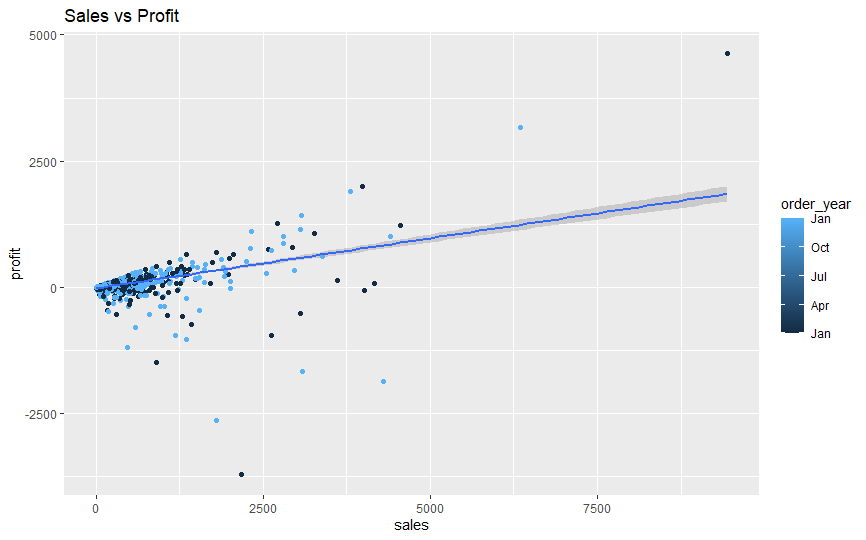 Sales vs Profit
5000
2500
0
-2500
profit
0
2500
5000
7500
sales
order_year
Jan
Oct
Jul
Apr
Jan